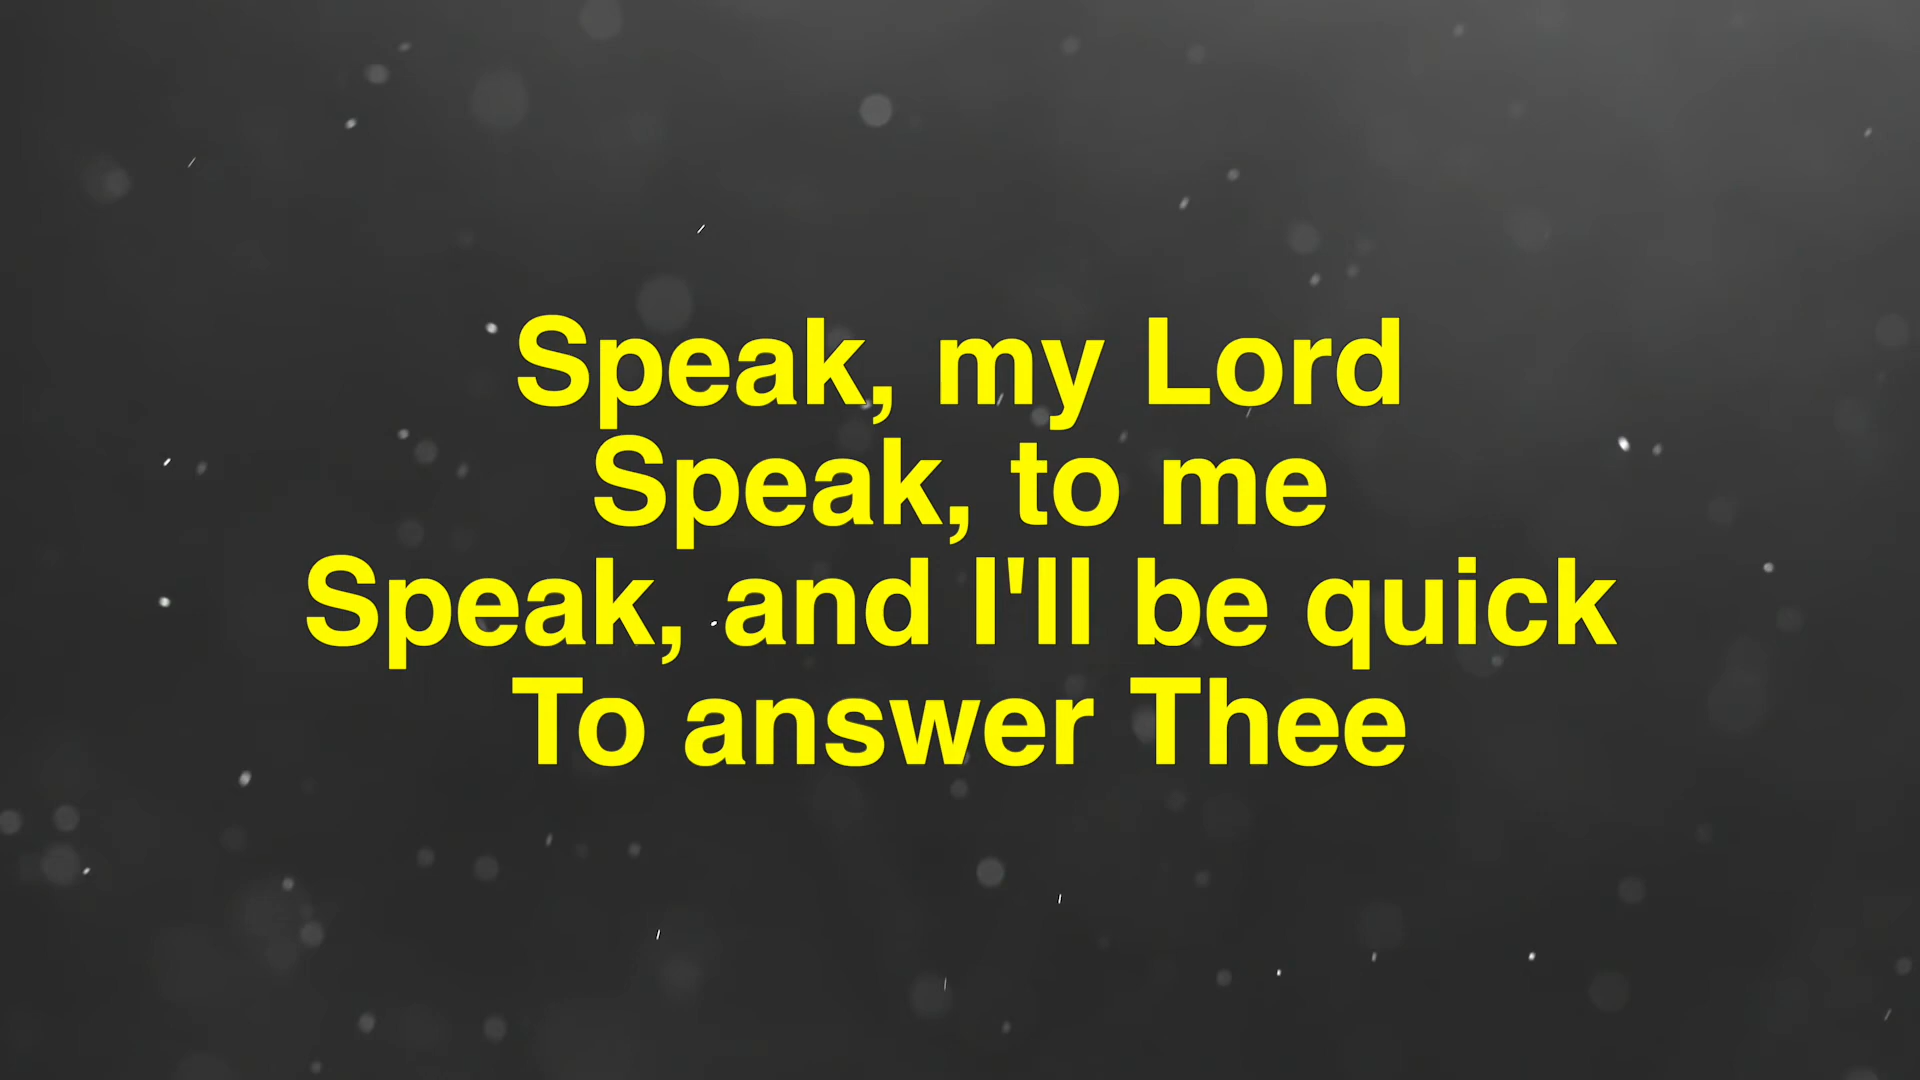 Speak, my Lord
Speak, to me
Speak, and I'll be quick
To answer Thee